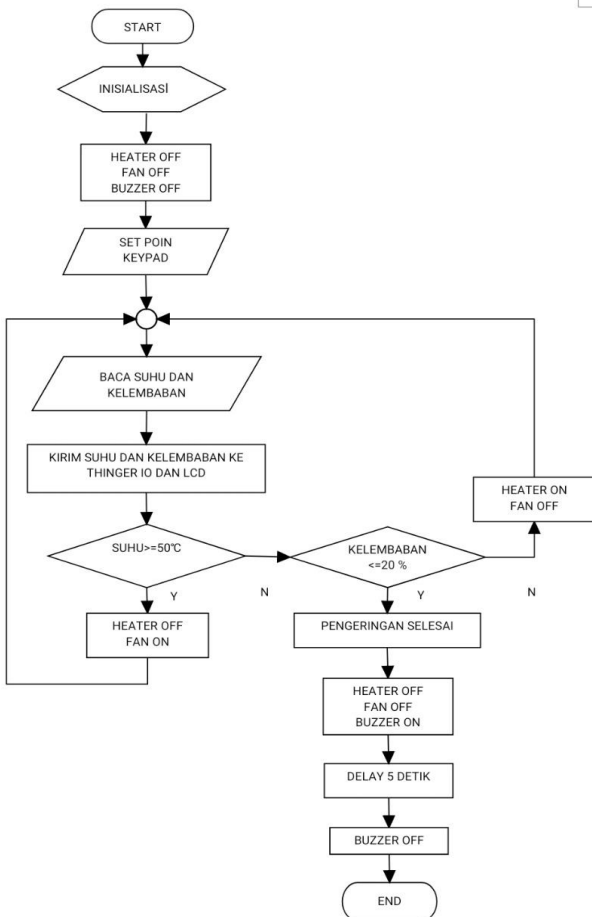 START
INISIALISASI
HEATER OFF
FAN OFF
BUZZER OFF
SET POIN
KEYPAD
BACA SUHU DAN
KELEMBABAN
KIRIM SUHU DAN KELEMBABAN KE
THINGER IO DAN LCD
HEATER ON
FAN OFF
SUHU>=50℃
KELEMBABAN
<=20 %
Y
N
Y
N
HEATER OFF
FAN ON
PENGERINGAN SELESAI
HEATER OFF
FAN OFF
BUZZER ON
DELAY 5 DETIK
BUZZER OFF
END